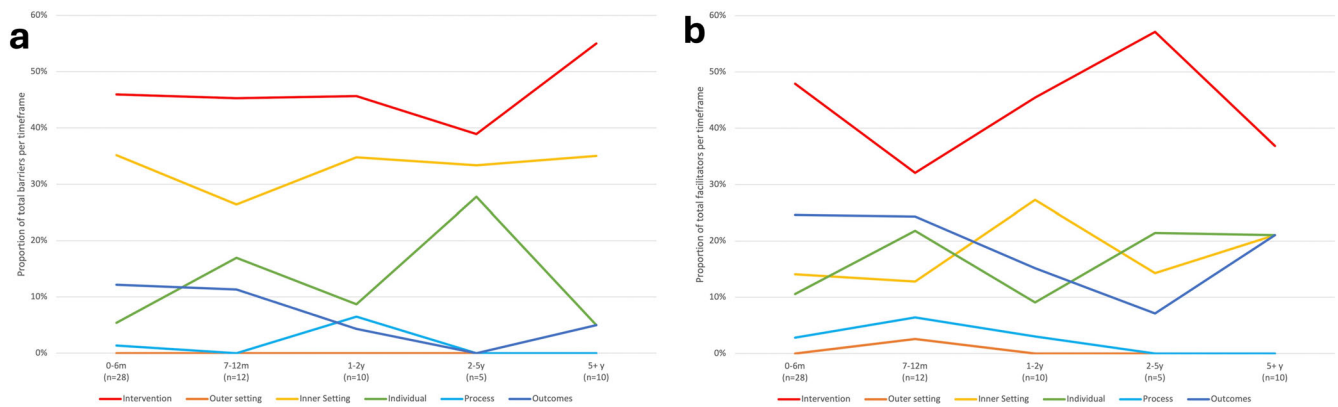 a
Proportion of total barriers per timeframe
60%
50%
40%
30%
20%
10%
0%
0-6m
(n=28)
7-12m
(n=12)
1-2y
(n=10)
2-5y
(n=5)
5+ y
(n=10)
Intervention
Outer setting
Inner Setting
Individual
Process
Outcomes
b
Proportion of total facilitators per timeframe
60%
50%
40%
30%
20%
10%
0%
0-6m
(n=28)
7-12m
(n=12)
1-2y
(n=10)
2-5y
(n=5)
5+ y
(n=10)
Intervention
Outer setting
Inner Setting
Individual
Process
Outcomes